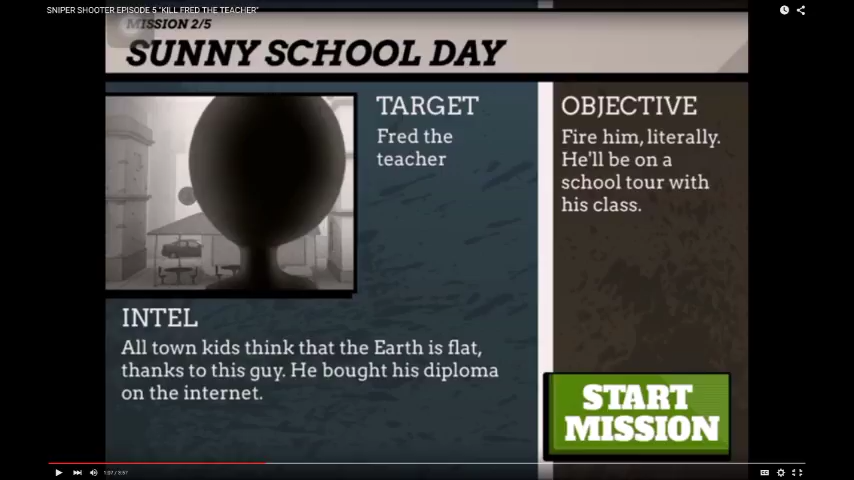 SNIPER SHOOTER EPISODE 5 "KILL FRED THE TEACHER"
MISSION 2/5
SUNNY SCHOOL DAY
TARGET
Fred the
teacher
OBJECTIVE
Fire him, literally.
He'll be on a
school tour with
his class.
INTEL
All town kids think that the Earth is flat,
thanks to this guy. He bought his diploma
on the internet.
START
MISSION